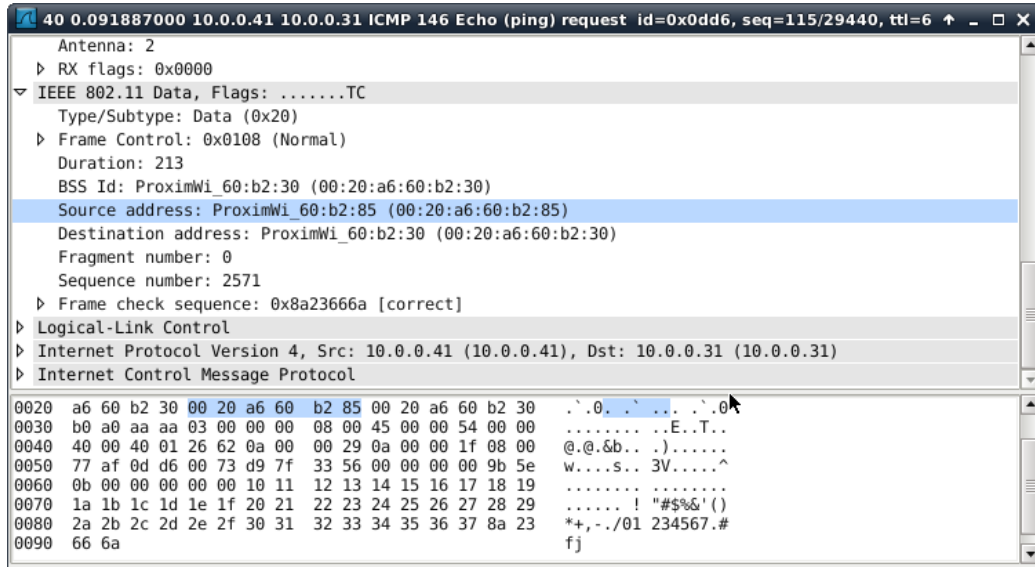 40 0.091887000 10.0.0.41 10.0.0.31 ICMP 146 Echo (ping) request id=0x0dd6, seq=115/29440, ttl=6
Antenna: 2
RX flags: 0x0000
IEEE 802.11 Data, Flags: .......TC
Type/Subtype: Data (0x20)
Frame Control: 0x0108 (Normal)
Duration: 213
BSS Id: ProximWi_60:b2:30 (00:20:a6:60:b2:30)
Source address: ProximWi_60:b2:85 (00:20:a6:60:b2:85)
Destination address: ProximWi_60:b2:30 (00:20:a6:60:b2:30)
Fragment number: 0
Sequence number: 2571
Frame check sequence: 0x8a23666a [correct]
Logical-Link Control
Internet Protocol Version 4, Src: 10.0.0.41 (10.0.0.41), Dst: 10.0.0.31 (10.0.0.31)
Internet Control Message Protocol
0020 a6 60 b2 30 00 20 a6 60 b2 85 00 20 a6 60 b2 30 .`.0. .` ... .`.0
0030 b0 a0 aa aa 03 00 00 00 08 00 45 00 00 54 00 00 ........ ..E..T..
0040 40 00 40 01 26 62 0a 00 00 29 0a 00 00 1f 08 00 @.@.&b.. .)......
0050 77 af 0d d6 00 73 d9 7f 33 56 00 00 00 00 9b 5e w....s.. 3V.....^
0060 0b 00 00 00 00 00 10 11 12 13 14 15 16 17 18 19 ........ ........
0070 1a 1b 1c 1d 1e 1f 20 21 22 23 24 25 26 27 28 29 ...... ! "#$%&'()
0080 2a 2b 2c 2d 2e 2f 30 31 32 33 34 35 36 37 8a 23 *+,-./01 234567.#
0090 66 6a fj